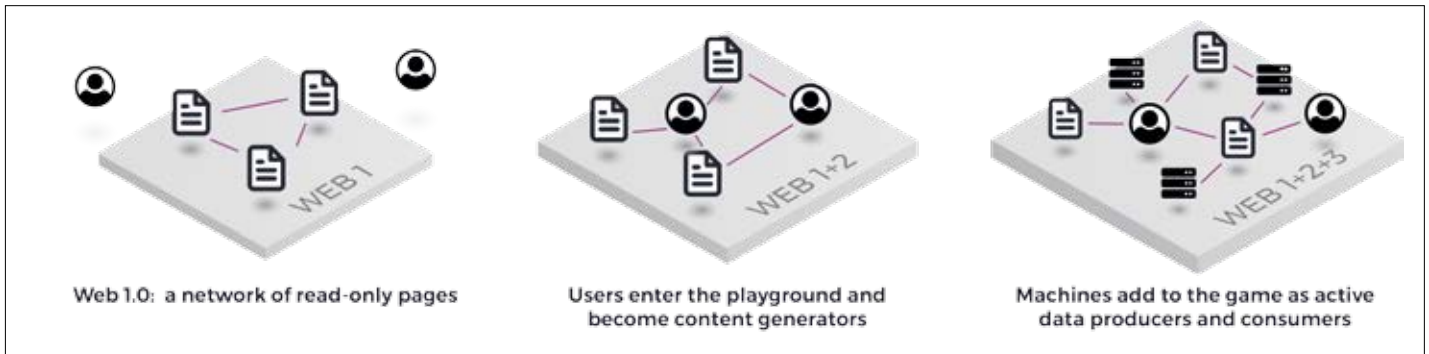 WEB 1
WEB 1+2
WEB 1+2+3
Web 1.0: a network of read-only pages
Users enter the playground and
become content generators
Machines add to the game as active
data producers and consumers